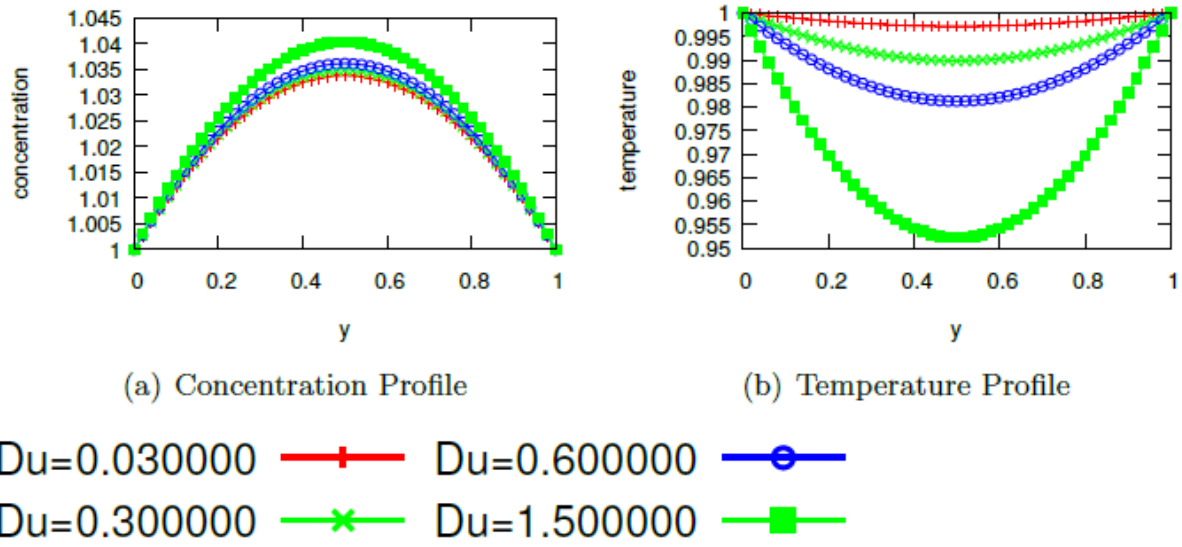 1.045
1.04
1.035
1.03
1.025
1.02
1.015
1.01
1.005
1
concentration
0 0.2 0.4 0.6 0.8 1
y
(a) Concentration Profile
1
0.995
0.99
0.985
0.98
0.975
0.97
0.965
0.96
0.955
0.95
temperature
0 0.2 0.4 0.6 0.8 1
y
(b) Temperature Profile
Du=0.030000 Du=0.600000
Du=0.300000 Du=1.500000